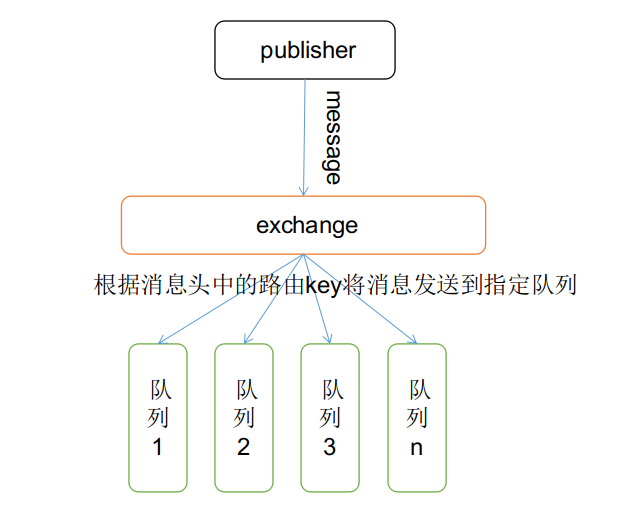 publisher
message
exchange
根据消息头中的路由key将消息发送到指定队列
队
列
1
队
列
2
队
列
3
队
列
n